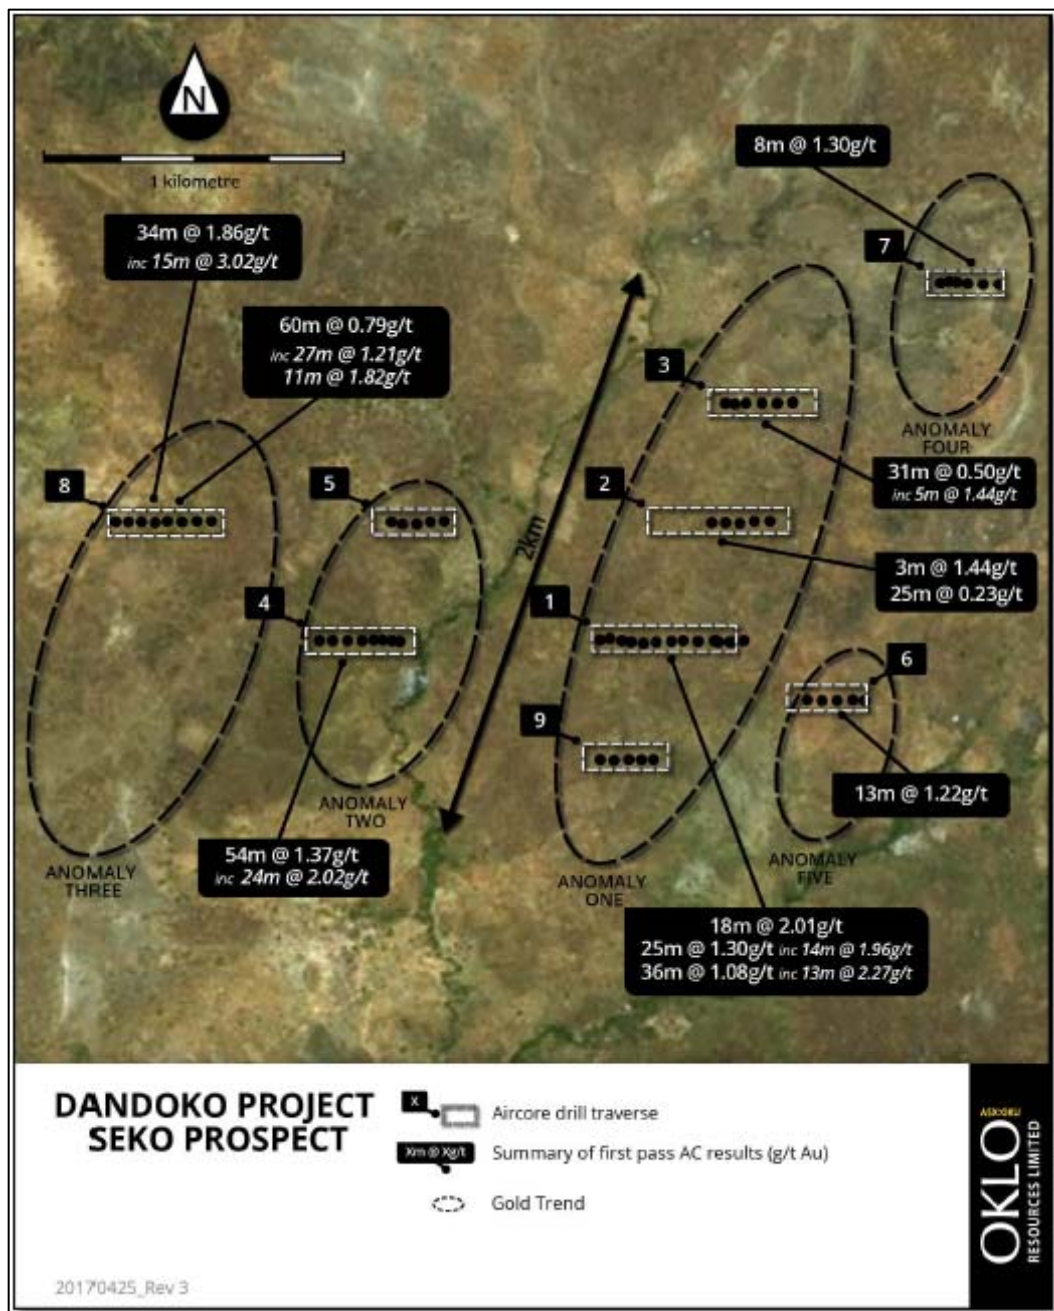 N
1 kilometre
8m @ 1.30g/t
7
34m @ 1.86g/t
inc 15m @ 3.02g/t
60m @ 0.79g/t
inc 27m @ 1.21g/t
11m @ 1.82g/t
3
ANOMALY
FOUR
31m @ 0.50g/t
inc 5m @ 1.44g/t
8
5
2
2km
3m @ 1.44g/t
25m @ 0.23g/t
4
1
6
9
13m @ 1.22g/t
ANOMALY
TWO
54m @ 1.37g/t
inc 24m @ 2.02g/t
ANOMALY
THREE
ANOMALY
ONE
ANOMALY
FIVE
18m @ 2.01g/t
25m @ 1.30g/t inc 14m @ 1.96g/t
36m @ 1.08g/t inc 13m @ 2.27g/t
DANDOKO PROJECT
SEKO PROSPECT
X
Aircore drill traverse
Xm @ Xg/t
Summary of first pass AC results (g/t Au)
Gold Trend
20170425_Rev 3
ASX:OKU
OKLO
RESOURCES LIMITED